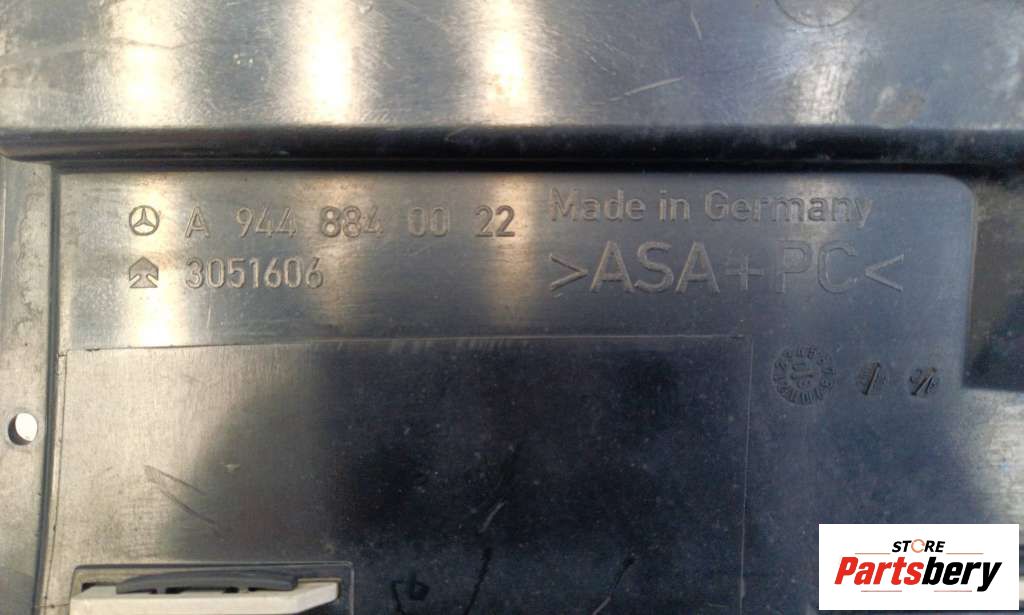 A 944 884 00 22
3051606
Made in Germany
>ASA+PC<
STORE
Partsbery